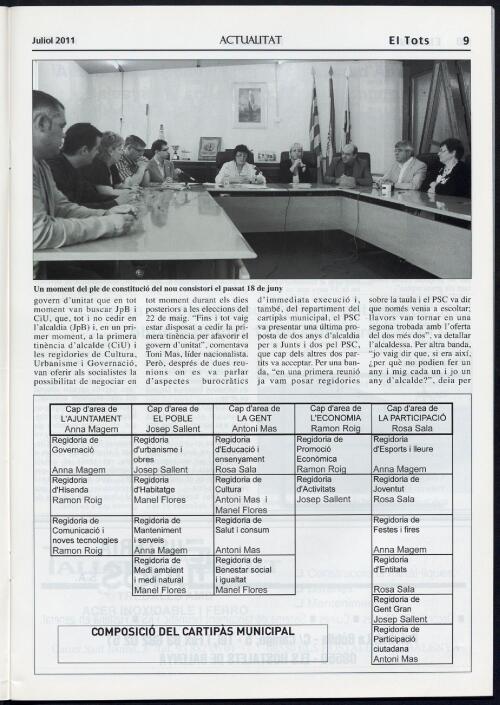 Juliol 2011
ACTUALITAT
El Tots 9
Un moment del ple de constitució del nou consistori el passat 18 de juny
govern d'unitat que en tot
moment van buscar JpB i
CiU, que, tot i no cedir en
l'alcaldia (JpB) i, en un pri-
mer moment, a la primera
tinència d'alcalde (CiU) i
les regidories de Cultura,
Urbanisme i Governació,
van oferir als socialistes la
possibilitat de negociar en
tot moment durant els dies
posteriors a les eleccions del
22 de maig. "Fins i tot vaig
estar disposat a cedir la pri-
mera tinència per afavorir el
govern d'unitat", comentava
Toni Mas, líder nacionalista.
Però, després de dues reu-
nions on es va parlar
d'aspectes burocràtics
d'immediata execució i,
també, del repartiment del
cartipàs municipal, el PSC
va presentar una última pro-
posta de dos anys d'alcaldia
per a Junts i dos pel PSC,
que cap dels altres dos par-
tits va acceptar. Per una ban-
da, "en una primera reunió
ja vam posar regidories
sobre la taula i el PSC va dir
que només venia a escoltar;
llavors van tornar en una
segona trobada amb l'oferta
del dos més dos", va detallar
l'alcaldessa. Per altra banda,
"jo vaig dir que, si era així,
¿per què no podíen fer un
any i mig cada un i jo un
any d'alcalde?", deia per
Cap d'area de
L'AJUNTAMENT
Anna Magem
Cap d'area de
EL POBLE
Josep Sallent
Cap d'area de
LA GENT
Antoni Mas
Cap d'area de
L'ECONOMIA
Ramon Roig
Cap d'area de
LA PARTICIPACIÓ
Rosa Sala
Regidoria de
Governació
Anna Magem
Regidoria
d'urbanisme i
obres
Josep Sallent
Regidoria
d'Educació i
ensenyament
Rosa Sala
Regidoria de
Promoció
Econòmica
Ramon Roig
Regidoria
d'Esports i lleure
Anna Magem
Regidoria
d'Hisenda
Ramon Roig
Regidoria
d'Habitatge
Manel Flores
Regidoria de
Cultura
Antoni Mas i
Manel Flores
Regidoria
d'Activitats
Josep Sallent
Regidoria de
Joventut
Rosa Sala
Regidoria de
Comunicació i
noves tecnologies
Ramon Roig
Regidoria de
Manteniment
i serveis
Anna Magem
Regidoria de
Salut i consum
Antoni Mas
Regidoria de
Festes i fires
Anna Magem
Regidoria de
Medi ambient
i medi natural
Manel Flores
Regidoria de
Benestar social
i igualtat
Manel Flores
Regidoria
d'Entitats
Rosa Sala
Regidoria de
Gent Gran
Josep Sallent
Regidoria de
Participació
ciutadana
Antoni Mas
COMPOSICIÓ DEL CARTIPÀS MUNICIPAL